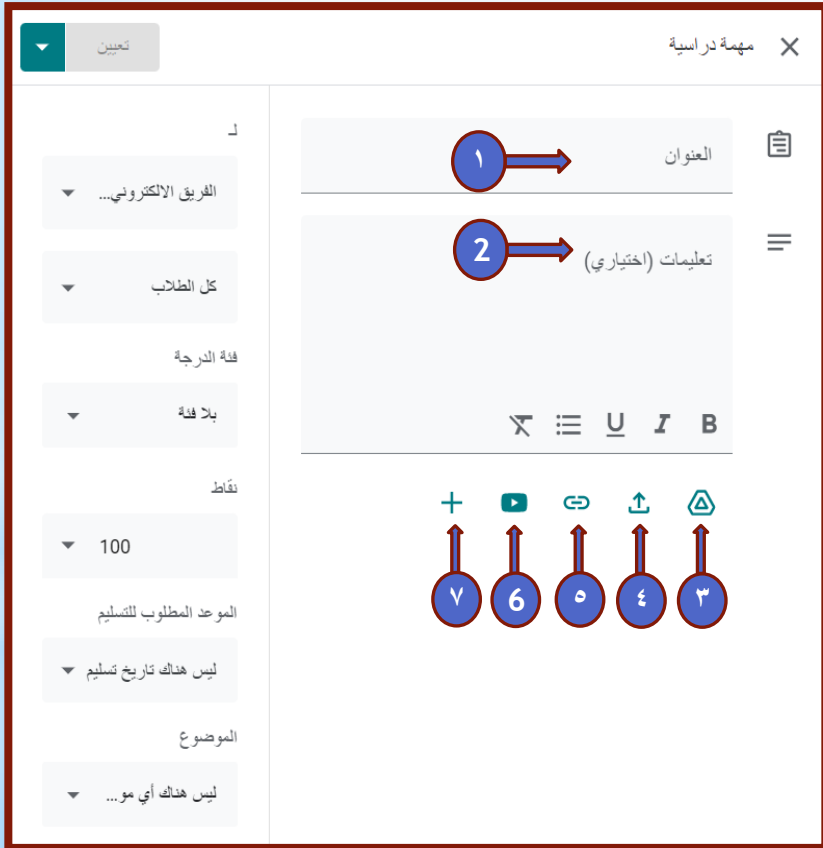 مهمة دراسية
تعيين
العنوان
١
تعليمات (اختياري)
2
B I U
٣ ٤ ٥ 6 ٧
لـ
الفريق الالكتروني...
كل الطلاب
فئة الدرجة
بلا فئة
نقاط
100
الموعد المطلوب للتسليم
ليس هناك تاريخ تسليم
الموضوع
ليس هناك أي مو...